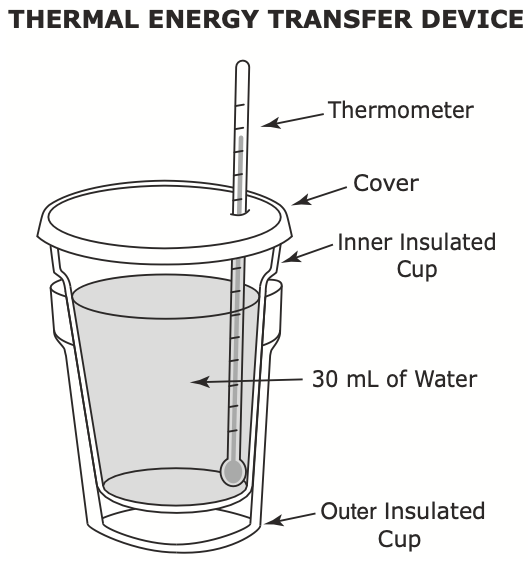 THERMAL ENERGY TRANSFER DEVICE
Thermometer
Cover
Inner Insulated
Cup
30 mL of Water
Outer Insulated
Cup